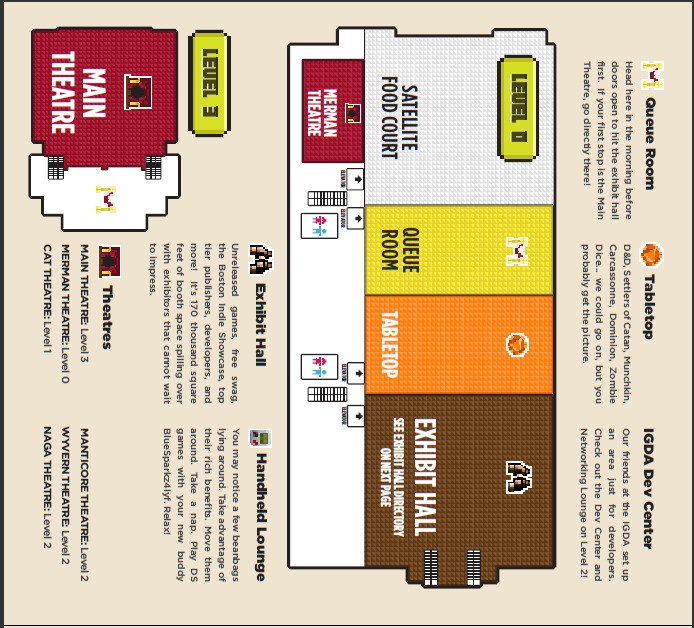 Queue Room
Head here in the morning before
doors open to hit the exhibit hall
first. If your first stop is the Main
Theatre, go directly there!
Tabletop
D&D, Settlers of Catan, Munchkin,
Carcassonne, Dominion, Zombie
Dice... we could go on, but you
probably get the picture.
IGDA Dev Center
Our friends at the IGDA set up
an area just for developers.
Check out the Dev Center and
Networking Lounge on Level 2!
LEVEL 0
SATELLITE
FOOD COURT
QUEUE
ROOM
TABLETOP
EXHIBIT HALL
SEE EXHIBIT HALL DIRECTORY
ON NEXT PAGE
MERMAN
THEATRE
ELEVATOR
ELEVATOR
ELEVATOR
ELEVATOR
LEVEL 3
MAIN
THEATRE
Exhibit Hall
Unreleased games, free swag,
the Boston Indie Showcase, top
tier publishers, developers, and
more! It's 170 thousand square
feet of booth space spilling over
with exhibitors that cannot wait
to impress.
Handheld Lounge
You may notice a few beanbags
lying around. Take advantage of
their rich benefits. Move them
around. Take a nap. Play DS
games with your new buddy
BlueSparkz4lyf. Relax!
Theatres
MAIN THEATRE: Level 3
MERMAN THEATRE: Level 0
CAT THEATRE: Level 1
MANTICORE THEATRE: Level 2
WYVERN THEATRE: Level 2
NAGA THEATRE: Level 2